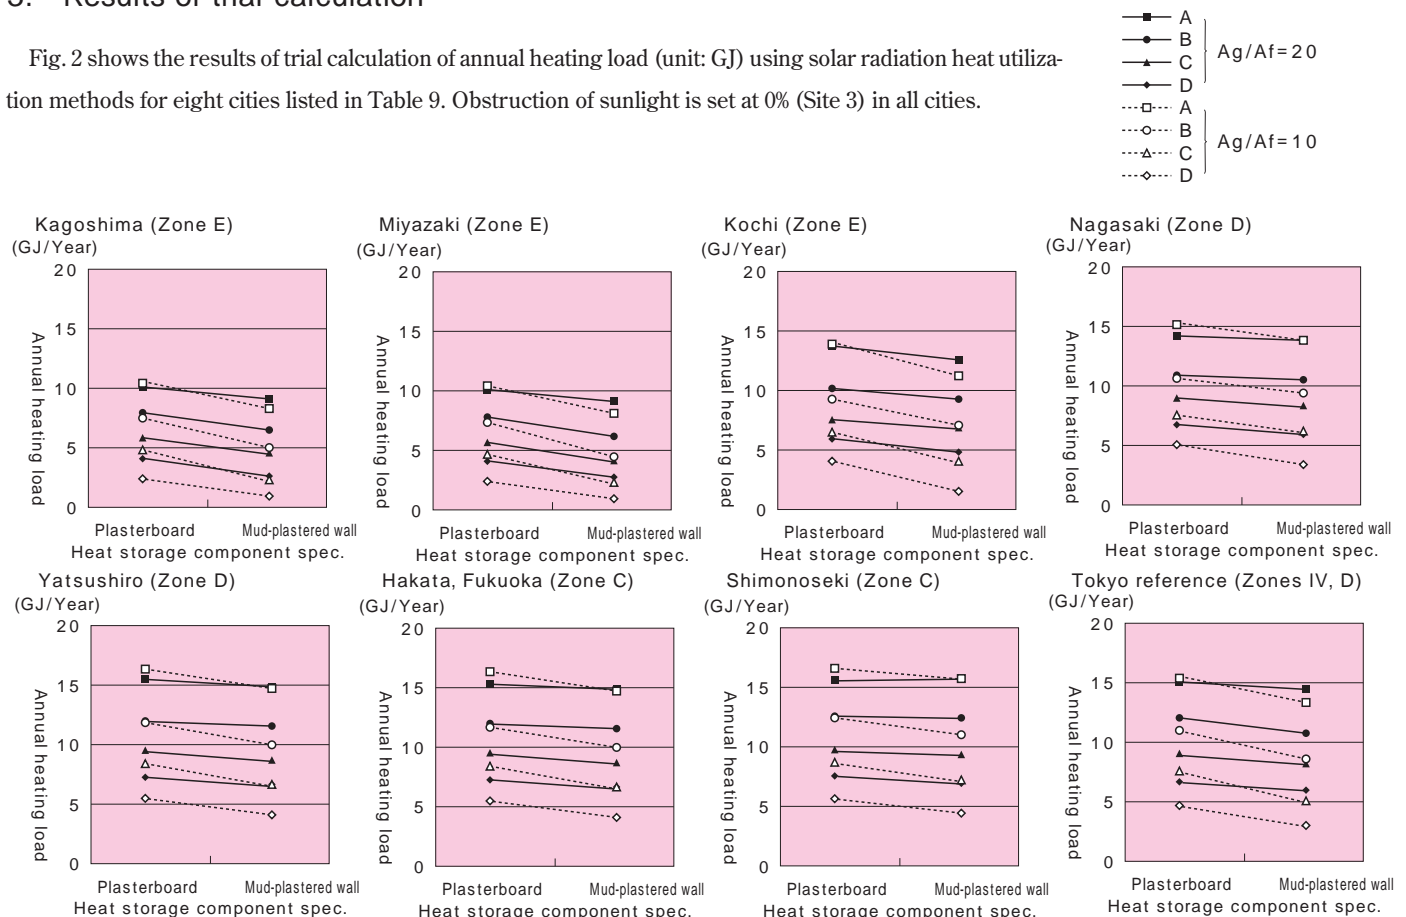 3. Results of trial calculation
Fig. 2 shows the results of trial calculation of annual heating load (unit: GJ) using solar radiation heat utiliza-
tion methods for eight cities listed in Table 9. Obstruction of sunlight is set at 0% (Site 3) in all cities.
A
B
C
D
Ag/Af=20
A
B
C
D
Ag/Af=10
Kagoshima (Zone E)
(GJ/Year)
20
15
10
5
0
Annual heating load
Plasterboard
Mud-plastered wall
Heat storage component spec.
Miyazaki (Zone E)
(GJ/Year)
20
15
10
5
0
Annual heating load
Plasterboard
Mud-plastered wall
Heat storage component spec.
Kochi (Zone E)
(GJ/Year)
20
15
10
5
0
Annual heating load
Plasterboard
Mud-plastered wall
Heat storage component spec.
Nagasaki (Zone D)
(GJ/Year)
20
15
10
5
0
Annual heating load
Plasterboard
Mud-plastered wall
Heat storage component spec.
Yatsushiro (Zone D)
(GJ/Year)
20
15
10
5
0
Annual heating load
Plasterboard
Mud-plastered wall
Heat storage component spec.
Hakata, Fukuoka (Zone C)
(GJ/Year)
20
15
10
5
0
Annual heating load
Plasterboard
Mud-plastered wall
Heat storage component spec.
Shimonoseki (Zone C)
(GJ/Year)
20
15
10
5
0
Annual heating load
Plasterboard
Mud-plastered wall
Heat storage component spec.
Tokyo reference (Zones IV, D)
(GJ/Year)
20
15
10
5
0
Annual heating load
Plasterboard
Mud-plastered wall
Heat storage component spec.